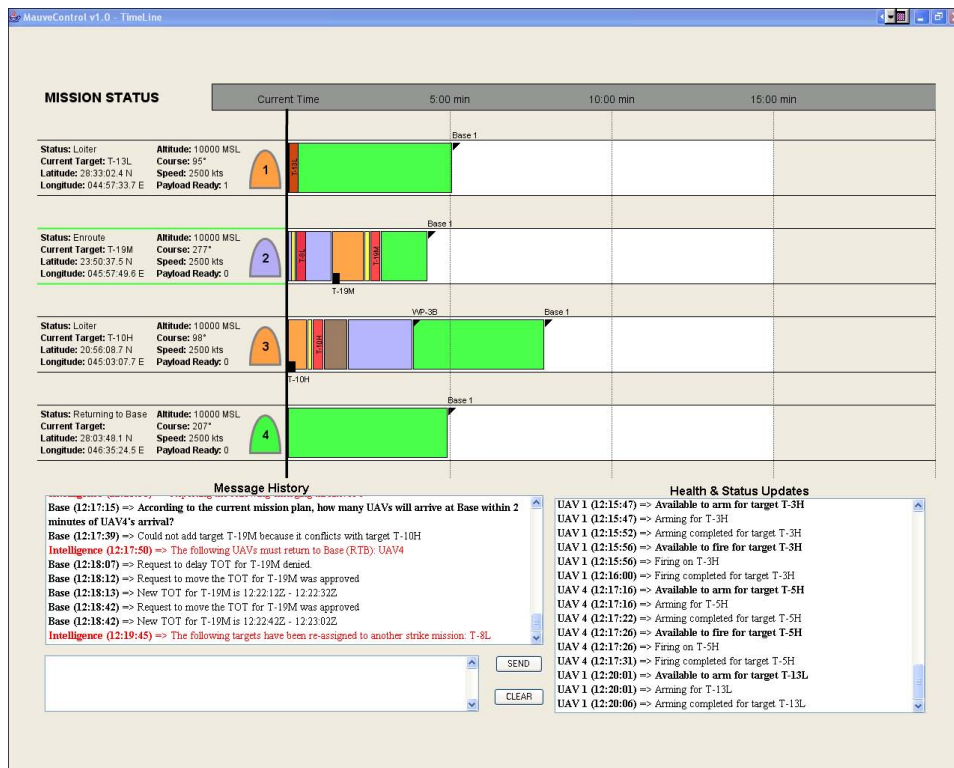 MauveControl v1.0 - TimeLine
MISSION STATUS
Current Time
5:00 min
10:00 min
15:00 min
Base 1
Status: Loiter
Altitude: 10000 MSL
Current Target: T-13L
Course: 95°
Latitude: 28:33:02.4 N
Speed: 2500 kts
Longitude: 044:57:33.7 E
Payload Ready: 1
1
T-13L
Base 1
Status: Enroute
Altitude: 10000 MSL
Current Target: T-19M
Course: 277°
Latitude: 23:50:37.5 N
Speed: 2500 kts
Longitude: 045:57:49.6 E
Payload Ready: 0
2
T-8L
T-19M
T-19M
WP-3B
Base 1
Status: Loiter
Altitude: 10000 MSL
Current Target: T-10H
Course: 98°
Latitude: 20:56:08.7 N
Speed: 2500 kts
Longitude: 045:03:07.7 E
Payload Ready: 0
3
T-10H
T-10H
Base 1
Status: Returning to Base
Altitude: 10000 MSL
Current Target:
Course: 207°
Latitude: 28:03:48.1 N
Speed: 2500 kts
Longitude: 046:35:24.5 E
Payload Ready: 0
4
Message History
Base (12:17:15) => According to the current mission plan, how many UAVs will arrive at Base within 2
minutes of UAV4's arrival?
Base (12:17:39) => Could not add target T-19M because it conflicts with target T-10H
Intelligence (12:17:50) => The following UAVs must return to Base (RTB): UAV4
Base (12:18:07) => Request to delay TOT for T-19M denied.
Base (12:18:12) => Request to move the TOT for T-19M was approved
Base (12:18:13) => New TOT for T-19M is 12:22:12Z - 12:22:32Z
Base (12:18:42) => Request to move the TOT for T-19M was approved
Base (12:18:42) => New TOT for T-19M is 12:22:42Z - 12:23:02Z
Intelligence (12:19:45) => The following targets have been re-assigned to another strike mission: T-8L
SEND
CLEAR
Health & Status Updates
UAV 1 (12:15:47) => Available to arm for target T-3H
UAV 1 (12:15:47) => Arming for T-3H
UAV 1 (12:15:52) => Arming completed for target T-3H
UAV 1 (12:15:56) => Available to fire for target T-3H
UAV 1 (12:15:56) => Firing on T-3H
UAV 1 (12:16:00) => Firing completed for target T-3H
UAV 4 (12:17:16) => Available to arm for target T-5H
UAV 4 (12:17:16) => Arming for T-5H
UAV 4 (12:17:22) => Arming completed for target T-5H
UAV 4 (12:17:26) => Available to fire for target T-5H
UAV 4 (12:17:26) => Firing on T-5H
UAV 4 (12:17:31) => Firing completed for target T-5H
UAV 1 (12:20:01) => Available to arm for target T-13L
UAV 1 (12:20:01) => Arming for T-13L
UAV 1 (12:20:06) => Arming completed for target T-13L